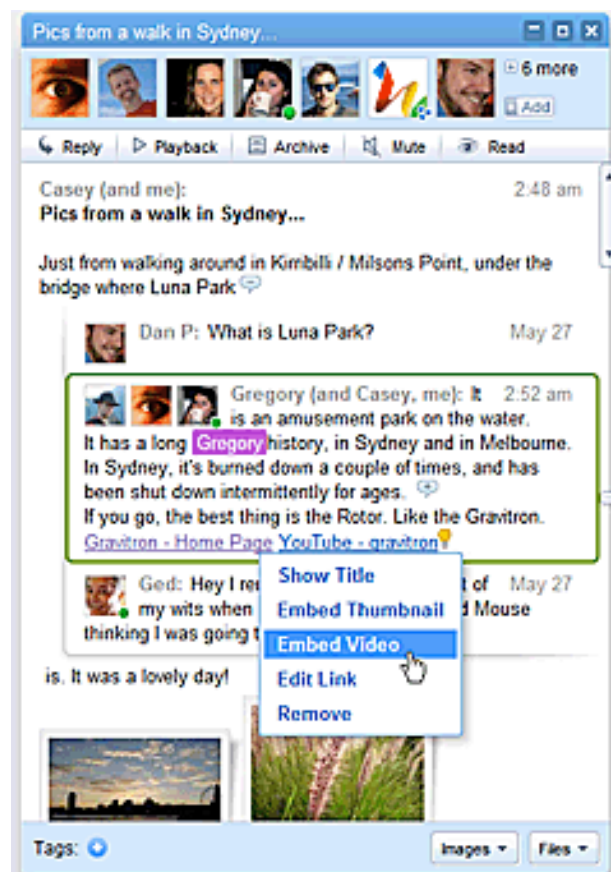 Pics from a walk in Sydney...
6 more
Add
Reply Playback Archive Mute Read
Casey (and me): 2:48 am
Pics from a walk in Sydney...
Just from walking around in Kimbilli / Milsons Point, under the
bridge where Luna Park
Dan P: What is Luna Park? May 27
Gregory (and Casey, me): It 2:52 am
is an amusement park on the water.
It has a long Gregory history, in Sydney and in Melbourne.
In Sydney, it's burned down a couple of times, and has
been shut down intermittently for ages.
If you go, the best thing is the Rotor. Like the Gravitron.
Gravitron - Home Page YouTube - gravitron
Show Title
Embed Thumbnail
Embed Video
Edit Link
Remove
Ged: Hey I of May 27
my wits when Mouse
thinking I was going
is. It was a lovely day!
Tags: Images Files